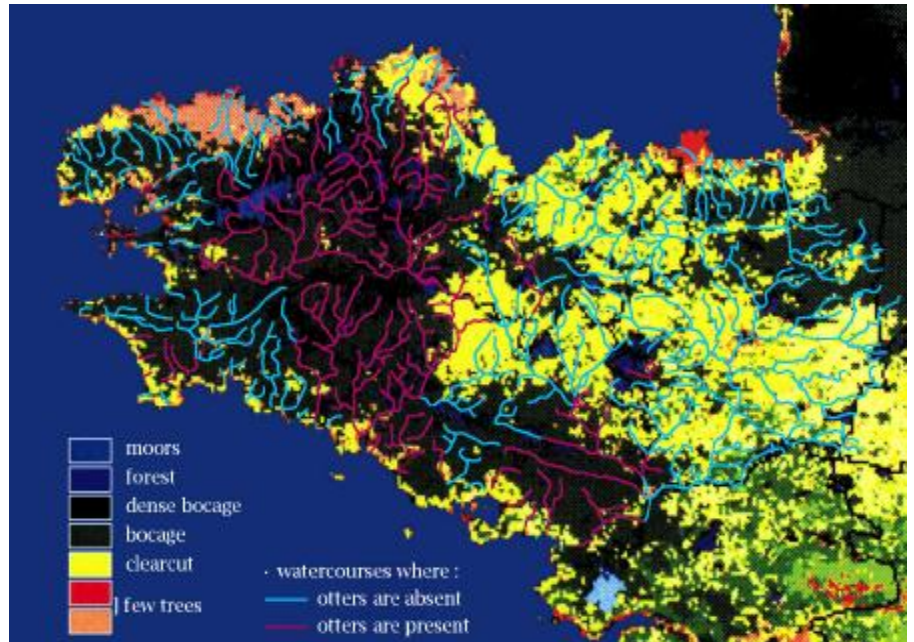 moors
forest
dense bocage
bocage
clearcut
few trees
· watercourses where :
otters are absent
otters are present